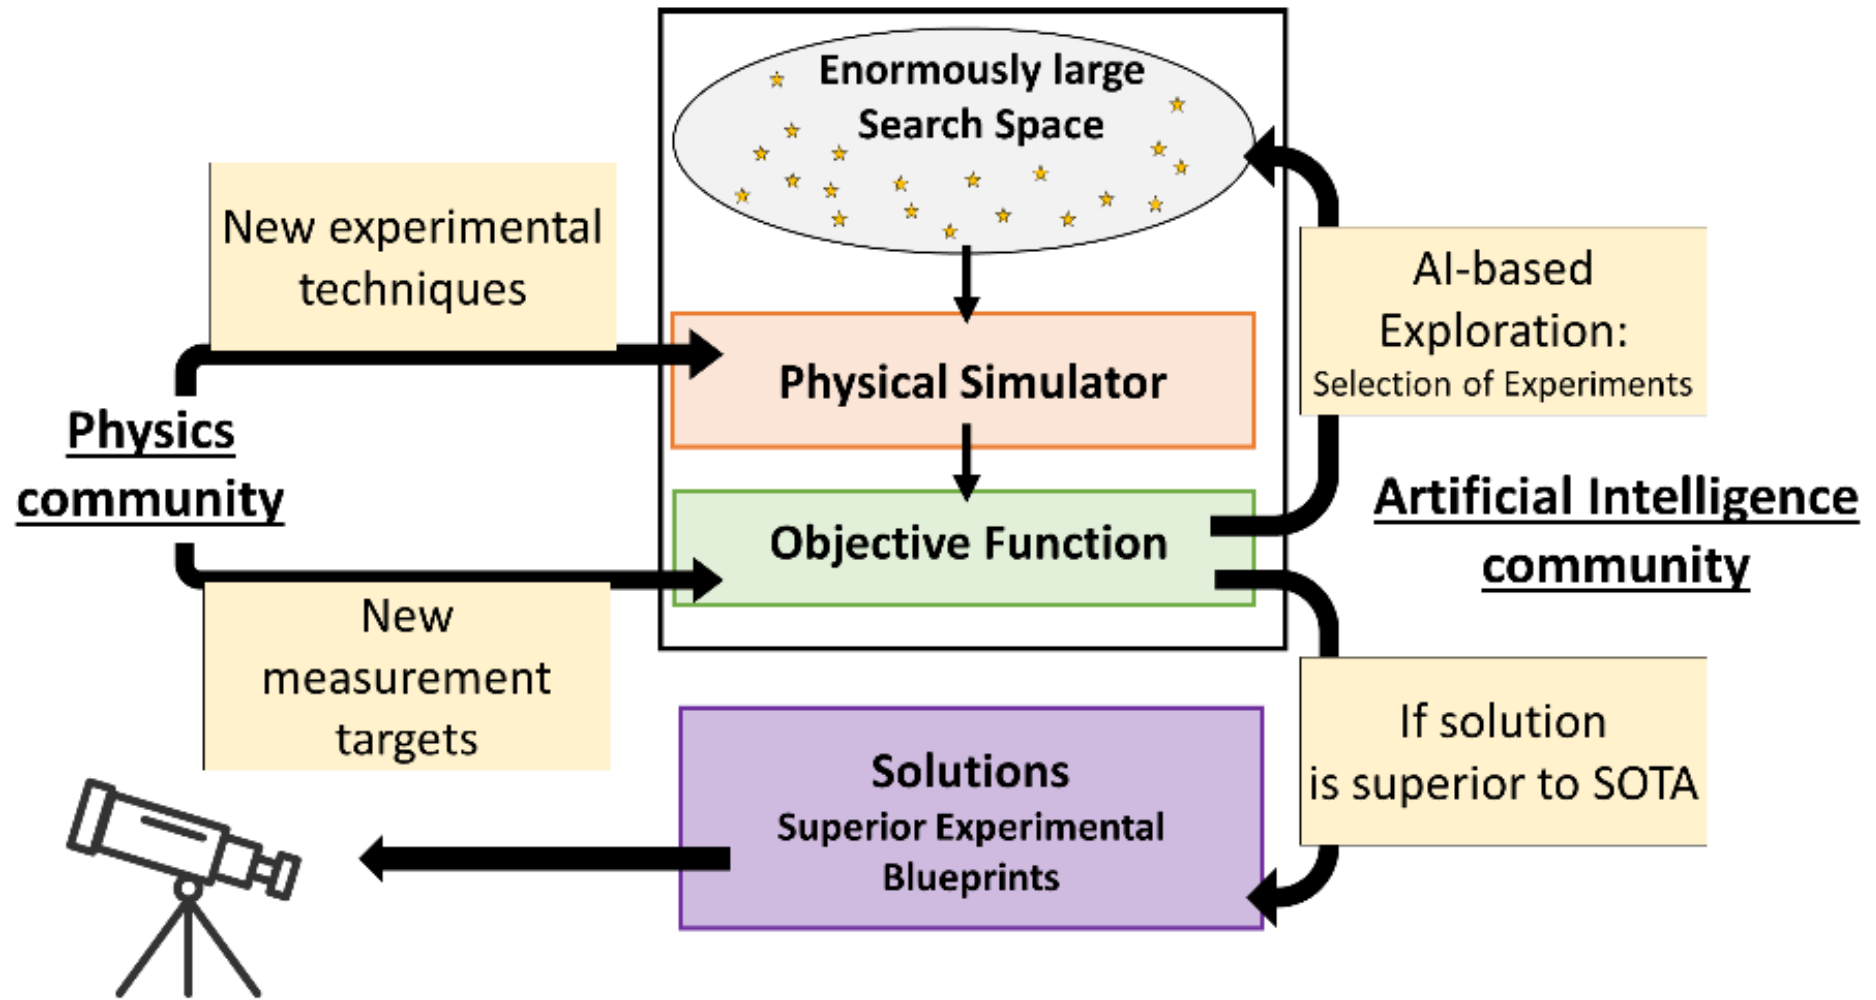 Enormously large
Search Space
New experimental
techniques
AI-based
Exploration:
Selection of Experiments
Physical Simulator
Physics
community
Artificial Intelligence
community
Objective Function
New
measurement
targets
If solution
is superior to SOTA
Solutions
Superior Experimental
Blueprints